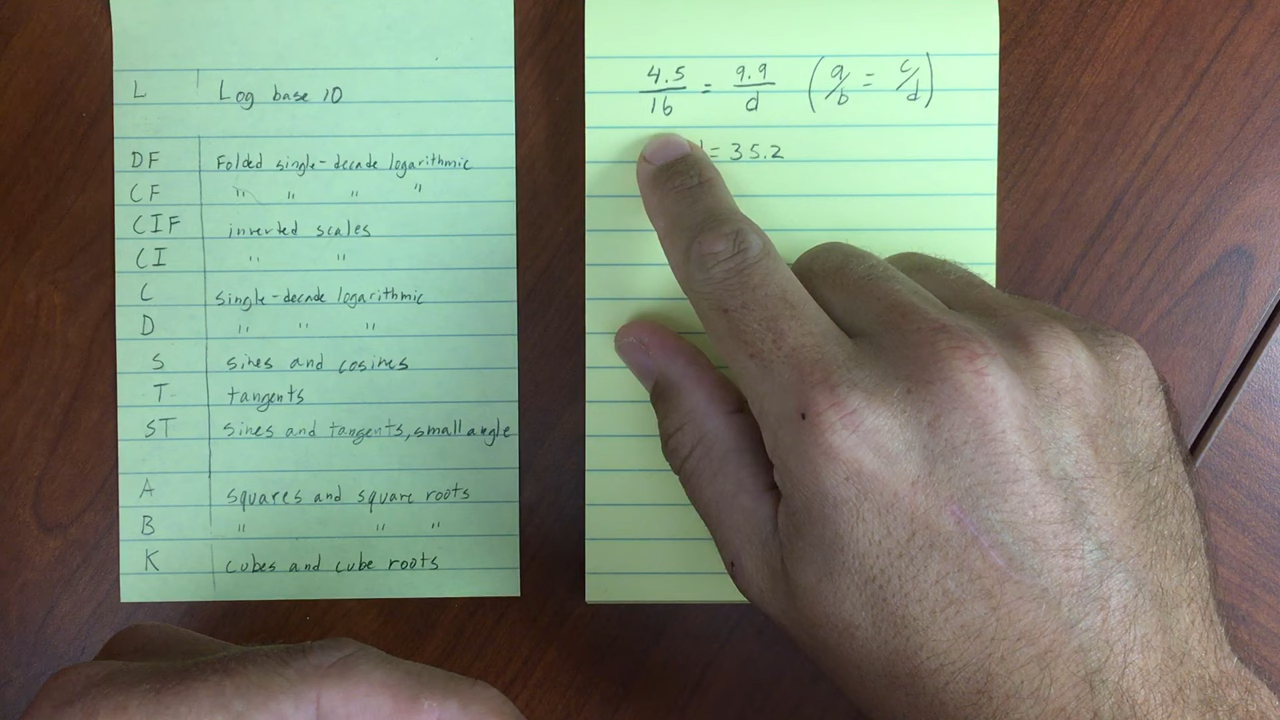 L Log base 10
DF Folded single-decade logarithmic
CF " " " "
CIF inverted scales
CI " "
C single-decade logarithmic
D " " "
S sines and cosines
T tangents
ST sines and tangents, small angle
A squares and square roots
B " " "
K cubes and cube roots
4.5/16 = 9.9/d (a/b = c/d)
= 35.2